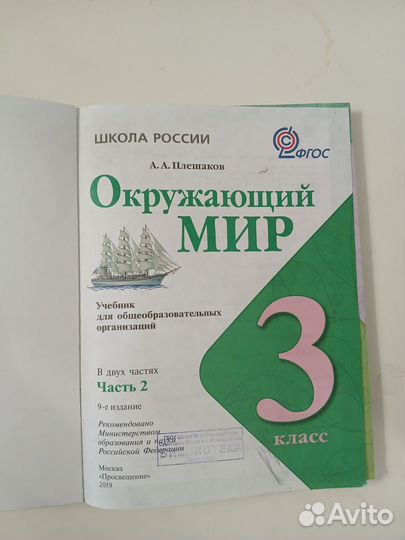 ШКОЛА РОССИИ
ФГОС
А. А. Плешаков
Окружающий
МИР
Учебник
для общеобразовательных
организаций
3
класс
В двух частях
Часть 2
9-е издание
Рекомендовано
Министерством
образования и науки
Российской Федерации
БИБЛИОТЕКА
Москва
«Просвещение»
2019
Avito